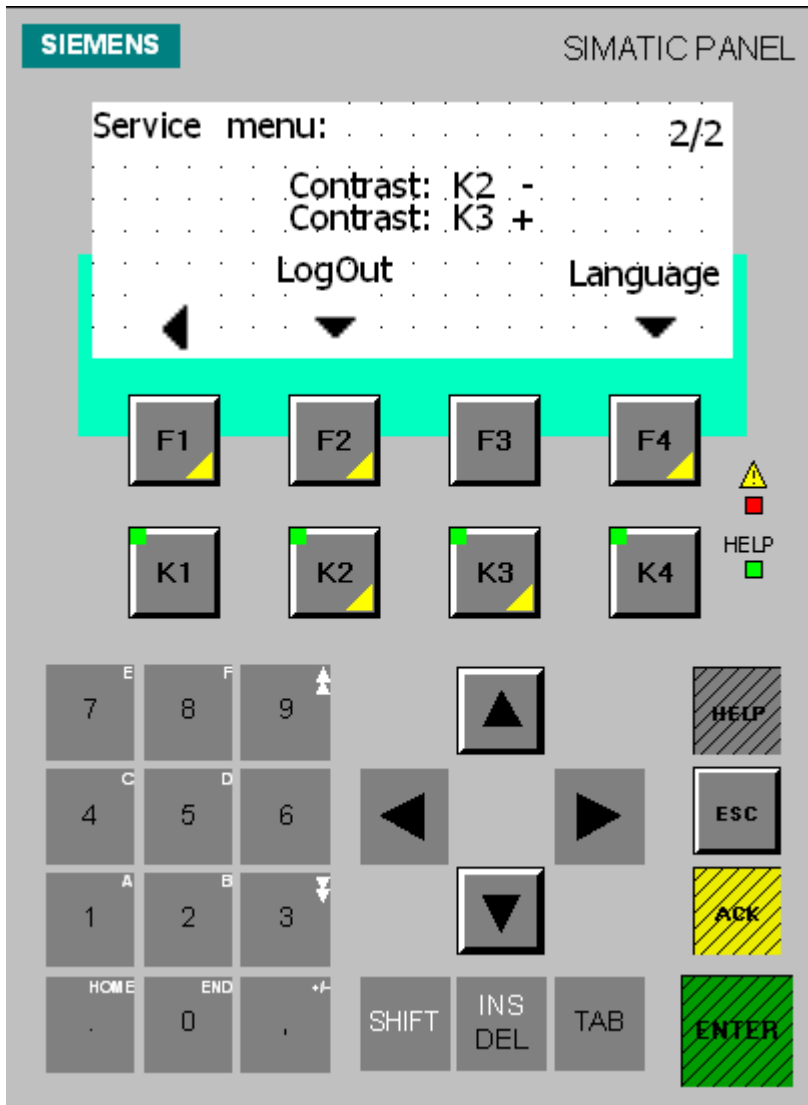 SIEMENS
SIMATIC PANEL
Service menu: 2/2
Contrast: K2 -
Contrast: K3 +
LogOut Language
F1 F2 F3 F4
HELP
K1 K2 K3 K4
E F
7 8 9 HELP
C D
4 5 6 ESC
A B
1 2 3 ACK
HOME END +/-
. 0 , SHIFT INS DEL TAB ENTER